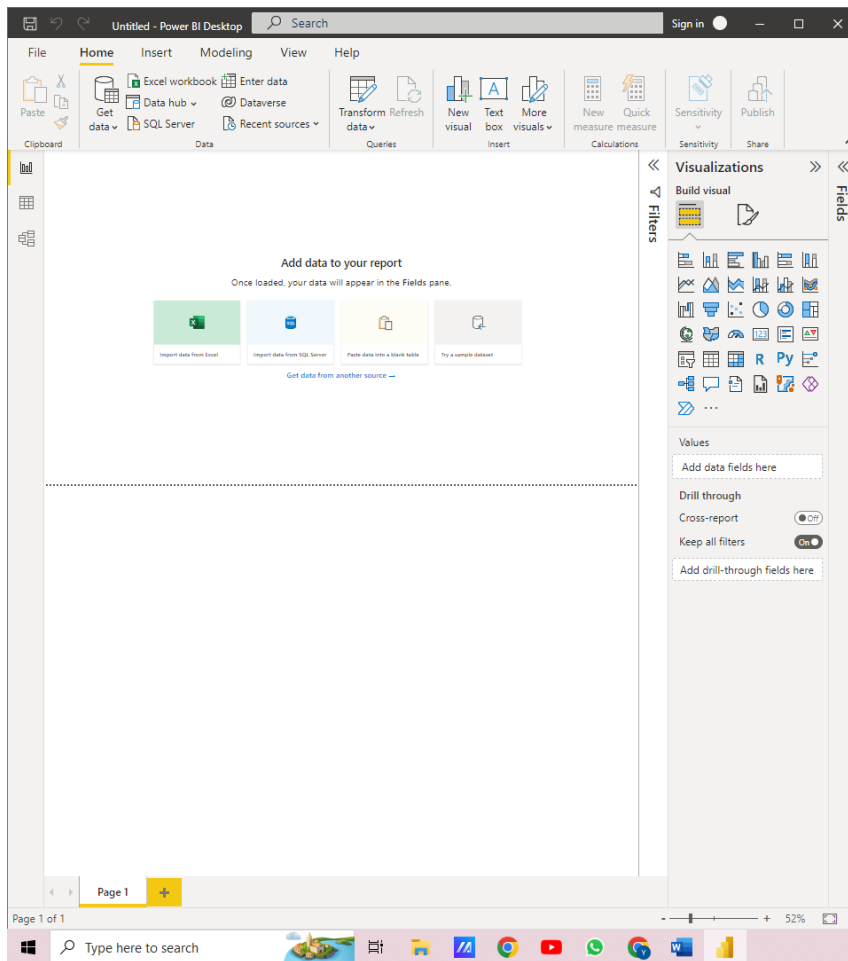 Untitled - Power BI Desktop
Search
Sign in
File Home Insert Modeling View Help
Paste
Clipboard
Get data
Excel workbook
Data hub
SQL Server
Enter data
Dataverse
Recent sources
Data
Transform data
Refresh
Queries
New visual
Text box
More visuals
Insert
New measure
Quick measure
Calculations
Sensitivity
Sensitivity
Publish
Share
Filters
Visualizations
Build visual
Fields
Add data to your report
Once loaded, your data will appear in the Fields pane.
SQL
Import data from Excel
Import data from SQL Server
Paste data into a blank table
Try a sample dataset
Get data from another source →
123
R
Py
Values
Add data fields here
Drill through
Cross-report
Off
Keep all filters
On
Add drill-through fields here
Page 1
Page 1 of 1
- + 52%
Type here to search